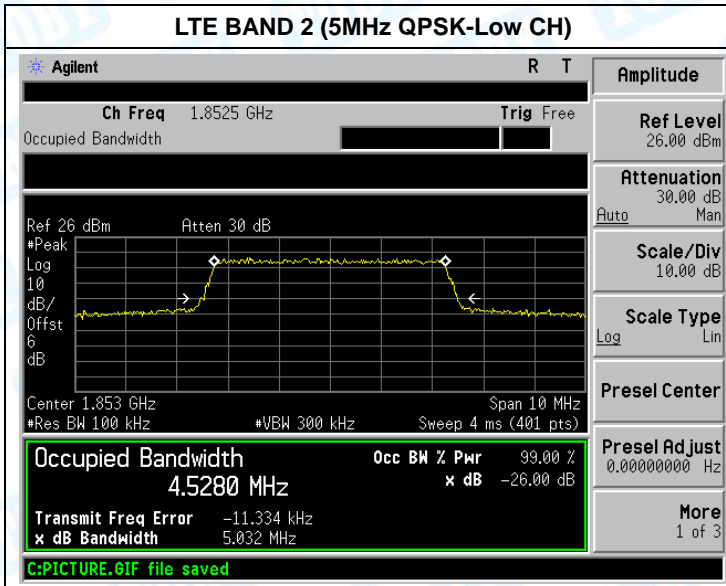 LTE BAND 2 (5MHz QPSK-Low CH)
Agilent R T
Ch Freq 1.8525 GHz Trig Free
Occupied Bandwidth
Ref 26 dBm Atten 30 dB
#Peak
Log
10
dB/
Offst
6
dB
Center 1.853 GHz Span 10 MHz
#Res BW 100 kHz #VBW 300 kHz Sweep 4 ms (401 pts)
Occupied Bandwidth Occ BW % Pwr 99.00 %
4.5280 MHz x dB -26.00 dB
Transmit Freq Error -11.334 kHz
x dB Bandwidth 5.032 MHz
C:PICTURE.GIF file saved
Amplitude
Ref Level
26.00 dBm
Attenuation
30.00 dB
Auto Man
Scale/Div
10.00 dB
Scale Type
Log Lin
Presel Center
Presel Adjust
0.00000000 Hz
More
1 of 3